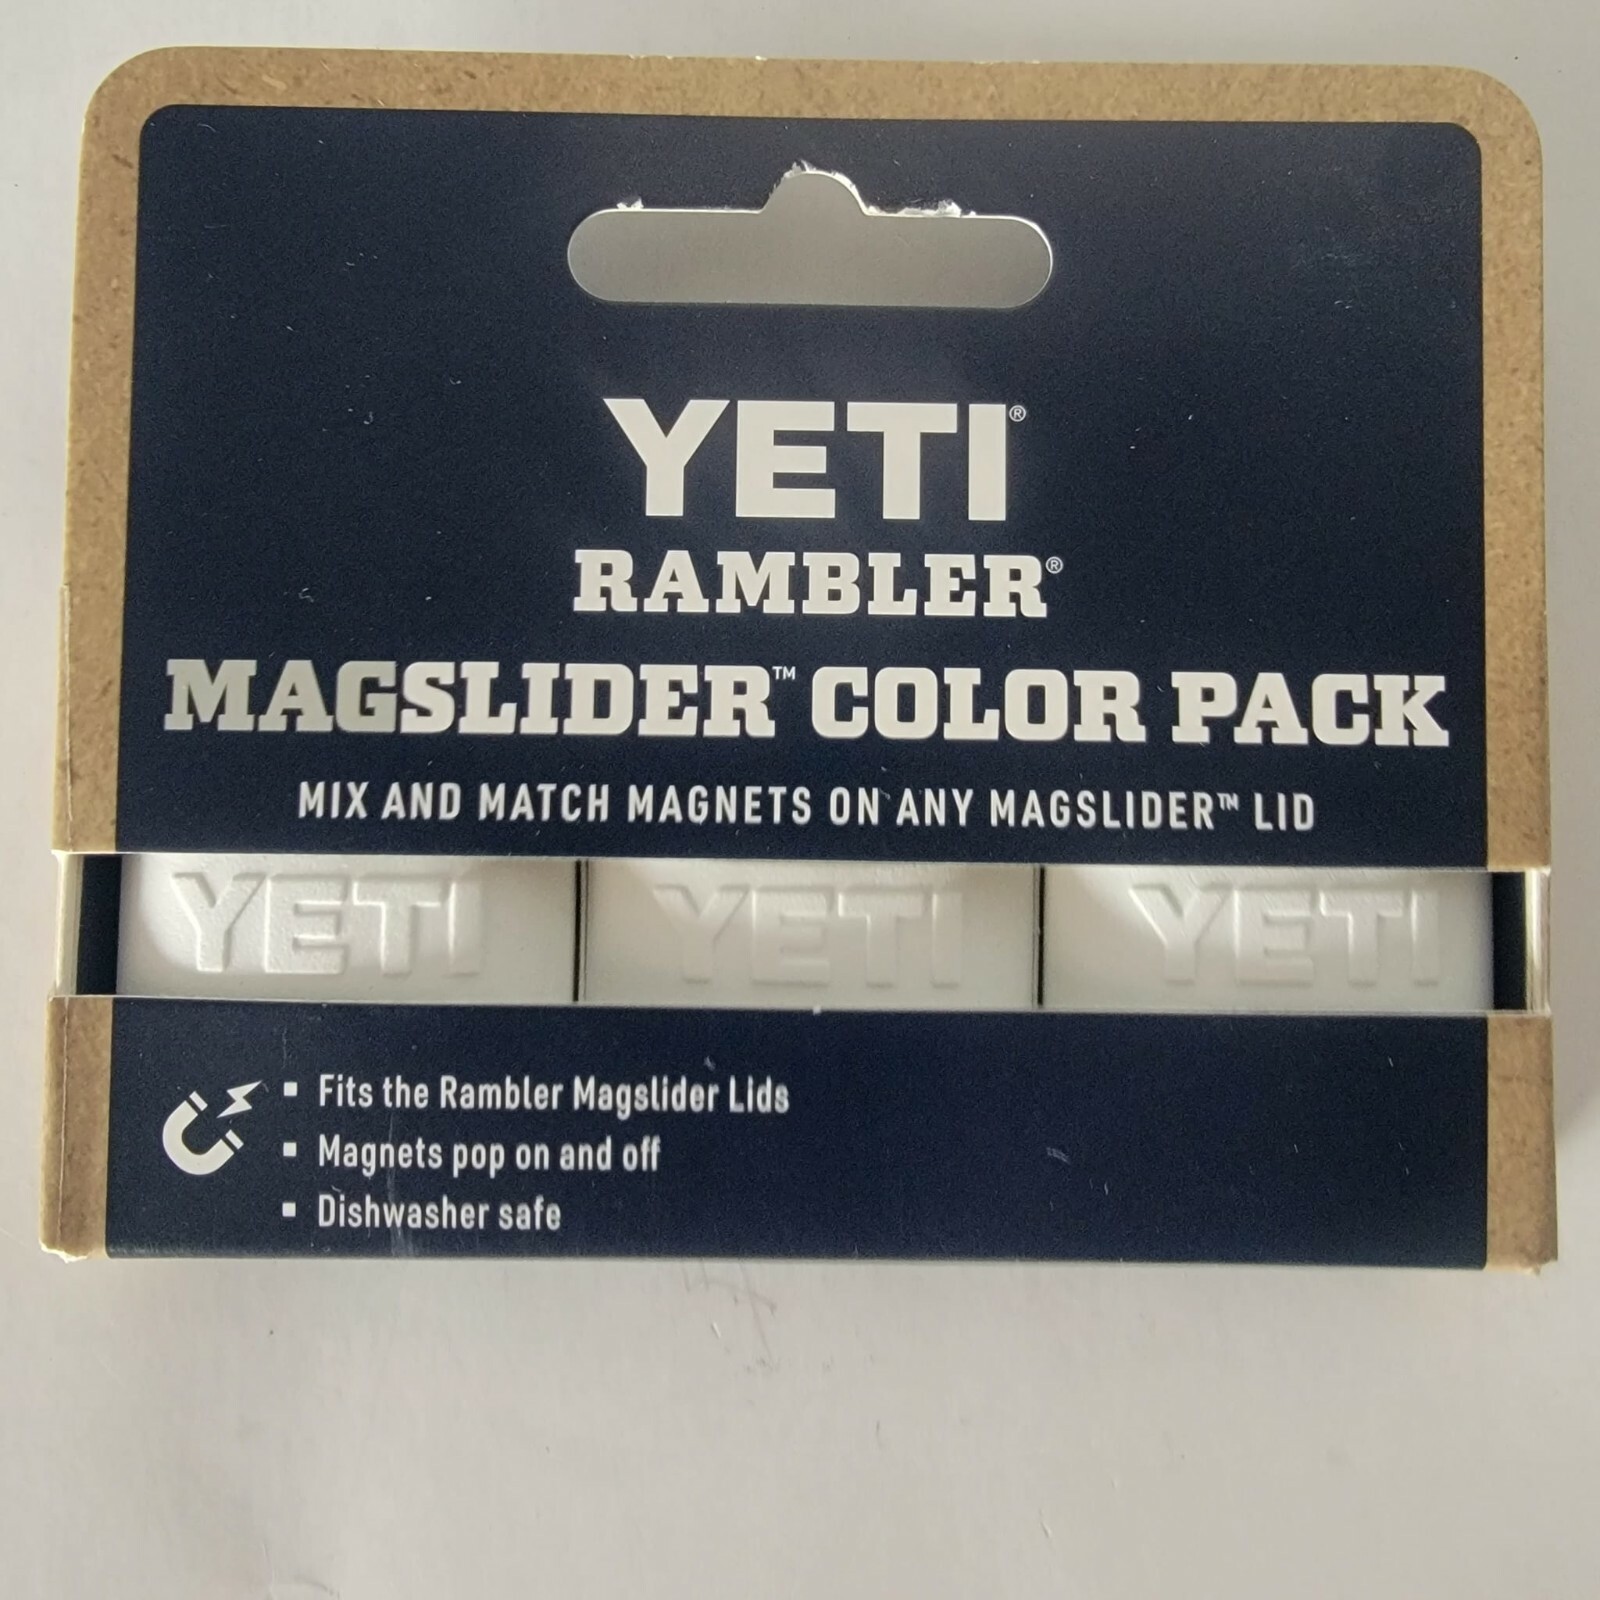 YETI®
RAMBLER®
MAGSLIDER™ COLOR PACK
MIX AND MATCH MAGNETS ON ANY MAGSLIDER™ LID
YETI YETI YETI
▪ Fits the Rambler Magslider Lids
▪ Magnets pop on and off
▪ Dishwasher safe